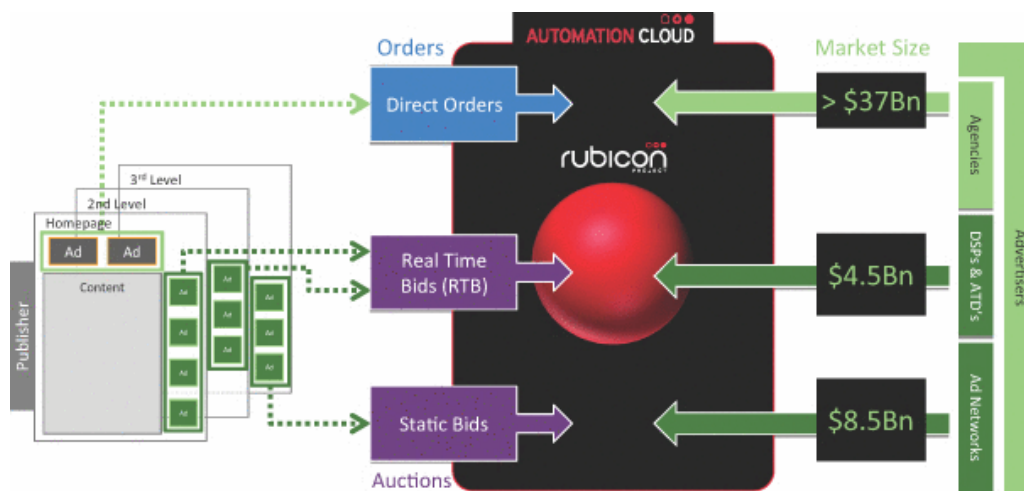 AUTOMATION CLOUD
Orders
Market Size
Direct Orders
> $37Bn
Agencies
rubicon
PROJECT
3rd Level
2nd Level
Homepage
Ad
Ad
Content
Publisher
Ad
Ad
Ad
Ad
Ad
Ad
Ad
Ad
Ad
Ad
Real Time
Bids (RTB)
$4.5Bn
DSPs & ATD's
Advertisers
Static Bids
$8.5Bn
Ad Networks
Auctions